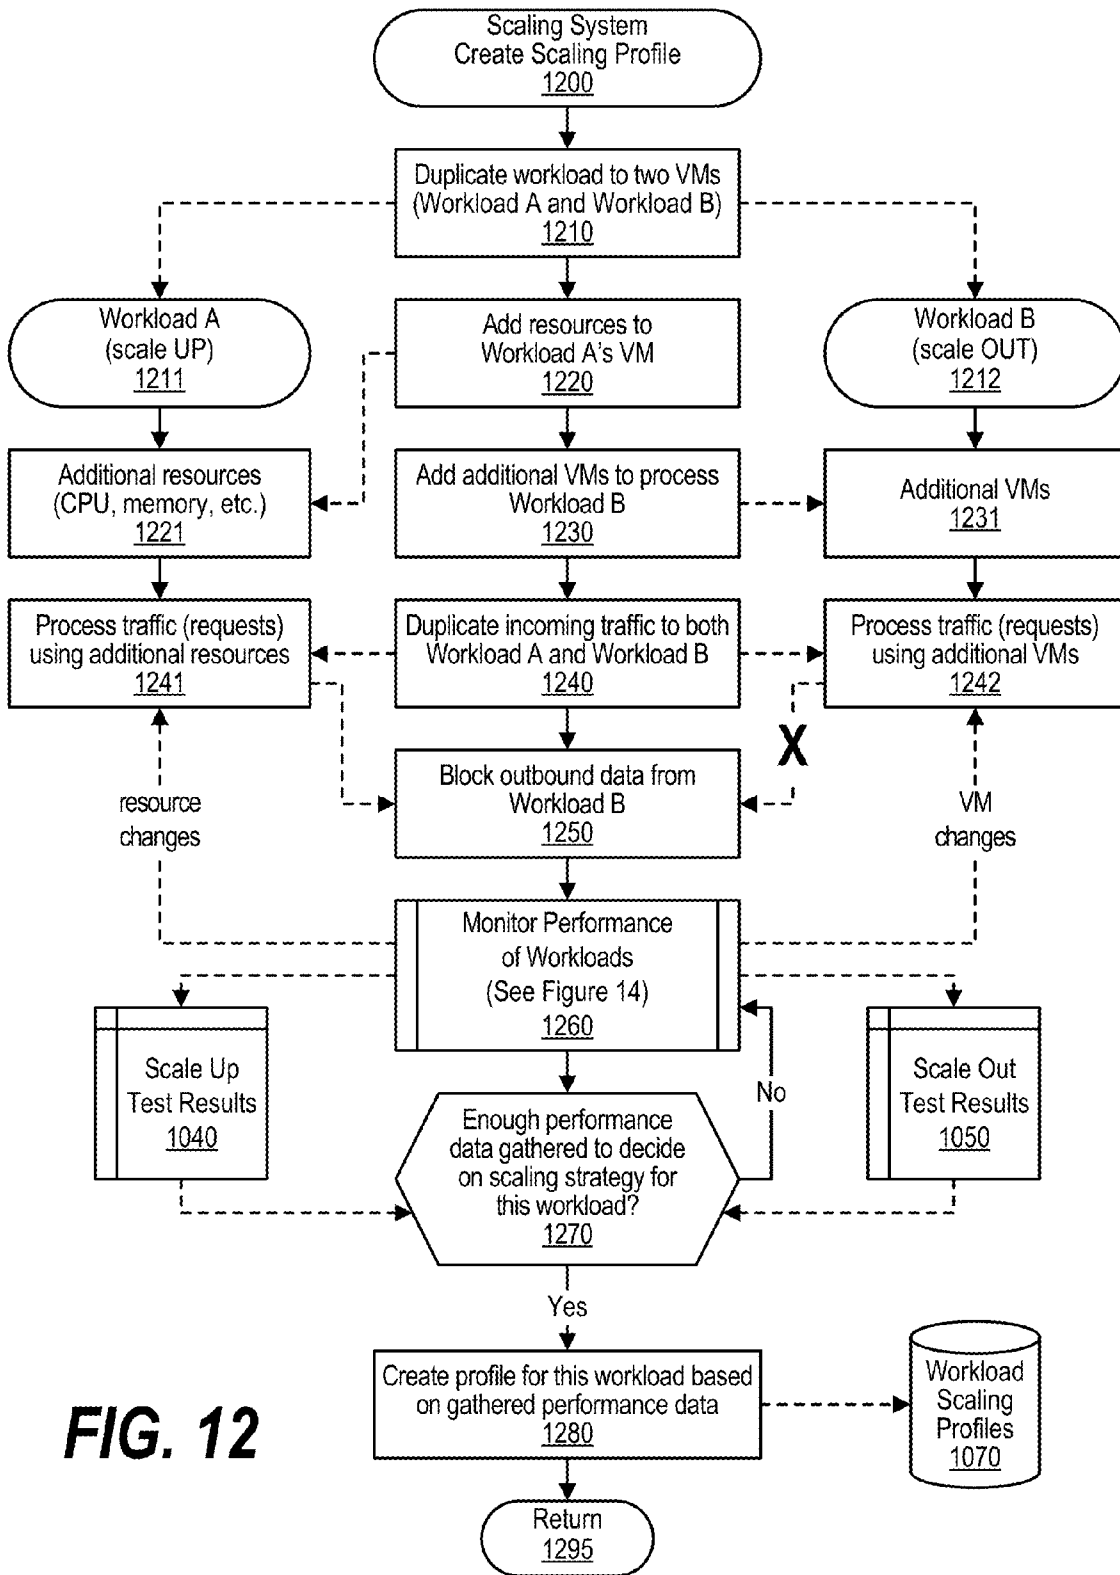 Scaling System
Create Scaling Profile
1200
Duplicate workload to two VMs
(Workload A and Workload B)
1210
Workload A
(scale UP)
1211
Add resources to
Workload A's VM
1220
Workload B
(scale OUT)
1212
Additional resources
(CPU, memory, etc.)
1221
Add additional VMs to process
Workload B
1230
Additional VMs
1231
Process traffic (requests)
using additional resources
1241
Duplicate incoming traffic to both
Workload A and Workload B
1240
Process traffic (requests)
using additional VMs
1242
X
Block outbound data from
Workload B
1250
resource
changes
VM
changes
Monitor Performance
of Workloads
(See Figure 14)
1260
Scale Up
Test Results
1040
No
Scale Out
Test Results
1050
Enough performance
data gathered to decide
on scaling strategy for
this workload?
1270
Yes
Create profile for this workload based
on gathered performance data
1280
Workload
Scaling
Profiles
1070
FIG. 12
Return
1295